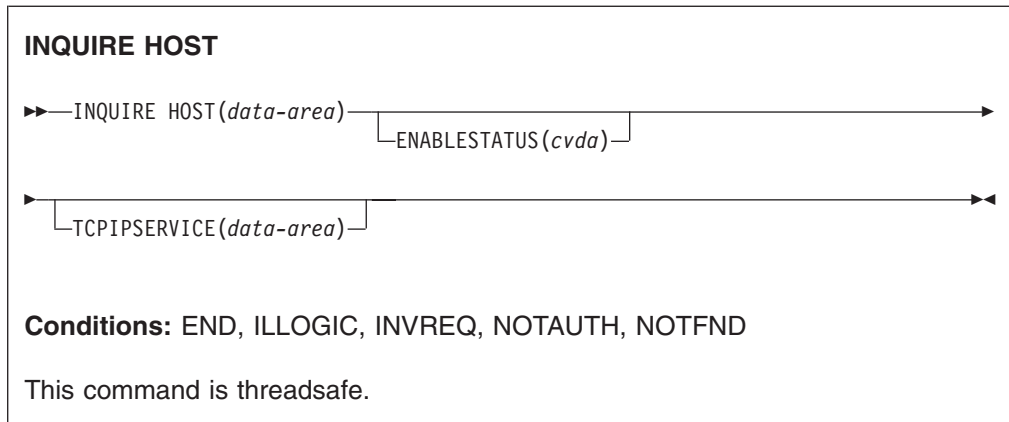 INQUIRE HOST
INQUIRE HOST(data-area)
ENABLESTATUS(cvda)
TCPIPSERVICE(data-area)
Conditions: END, ILLOGIC, INVREQ, NOTAUTH, NOTFND
This command is threadsafe.